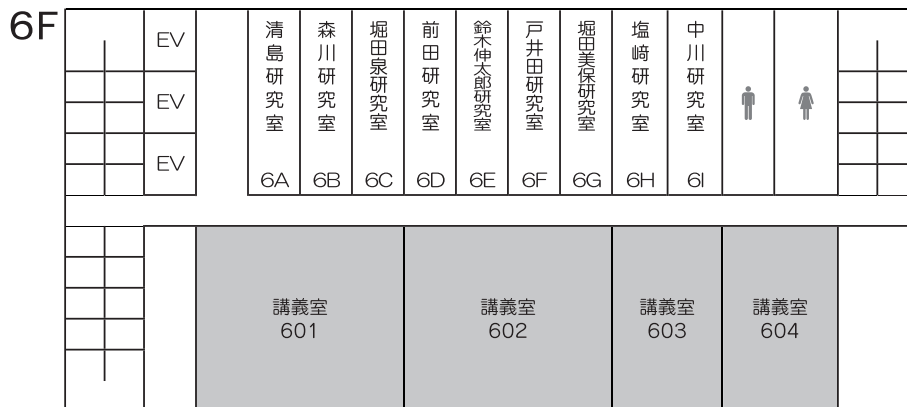 6F
EV
EV
EV
清島研究室
6A
森川研究室
6B
堀田泉研究室
6C
前田研究室
6D
鈴木伸太郎研究室
6E
戸井田研究室
6F
堀田美保研究室
6G
塩﨑研究室
6H
中川研究室
6I
講義室
601
講義室
602
講義室
603
講義室
604